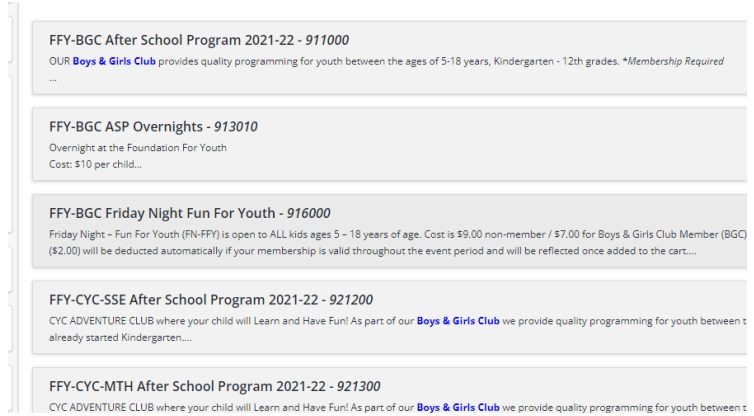 FFY-BGC After School Program 2021-22 - 911000
OUR Boys & Girls Club provides quality programming for youth between the ages of 5-18 years, Kindergarten - 12th grades. *Membership Required
...
FFY-BGC ASP Overnights - 913010
Overnight at the Foundation For Youth
Cost: $10 per child...
FFY-BGC Friday Night Fun For Youth - 916000
Friday Night – Fun For Youth (FN-FFY) is open to ALL kids ages 5 – 18 years of age. Cost is $9.00 non-member / $7.00 for Boys & Girls Club Member (BGC)
($2.00) will be deducted automatically if your membership is valid throughout the event period and will be reflected once added to the cart....
FFY-CYC-SSE After School Program 2021-22 - 921200
CYC ADVENTURE CLUB where your child will Learn and Have Fun! As part of our Boys & Girls Club we provide quality programming for youth between t
already started Kindergarten....
FFY-CYC-MTH After School Program 2021-22 - 921300
CYC ADVENTURE CLUB where your child will Learn and Have Fun! As part of our Boys & Girls Club we provide quality programming for youth between t